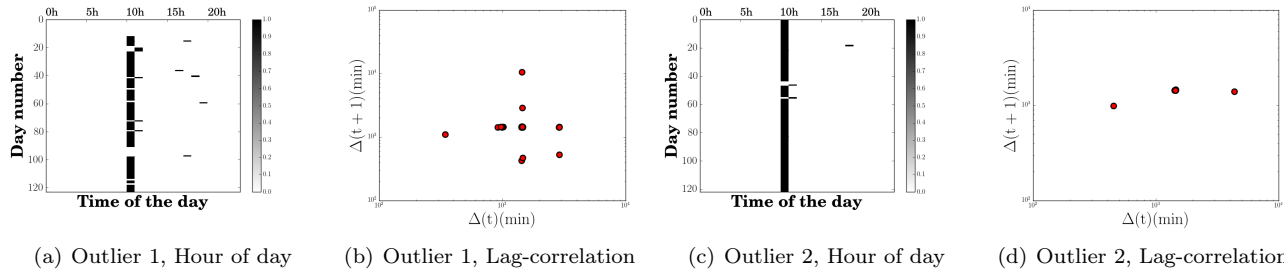 0h 5h 10h 15h 20h
0
20
40
60
80
100
120
Day number
Time of the day
1.0
0.9
0.8
0.7
0.6
0.5
0.4
0.3
0.2
0.1
0.0
Δ(t + 1)(min)
Δ(t)(min)
0h 5h 10h 15h 20h
0
20
40
60
80
100
120
Day number
Time of the day
1.0
0.9
0.8
0.7
0.6
0.5
0.4
0.3
0.2
0.1
0.0
Δ(t + 1)(min)
Δ(t)(min)
(a) Outlier 1, Hour of day
(b) Outlier 1, Lag-correlation
(c) Outlier 2, Hour of day
(d) Outlier 2, Lag-correlation